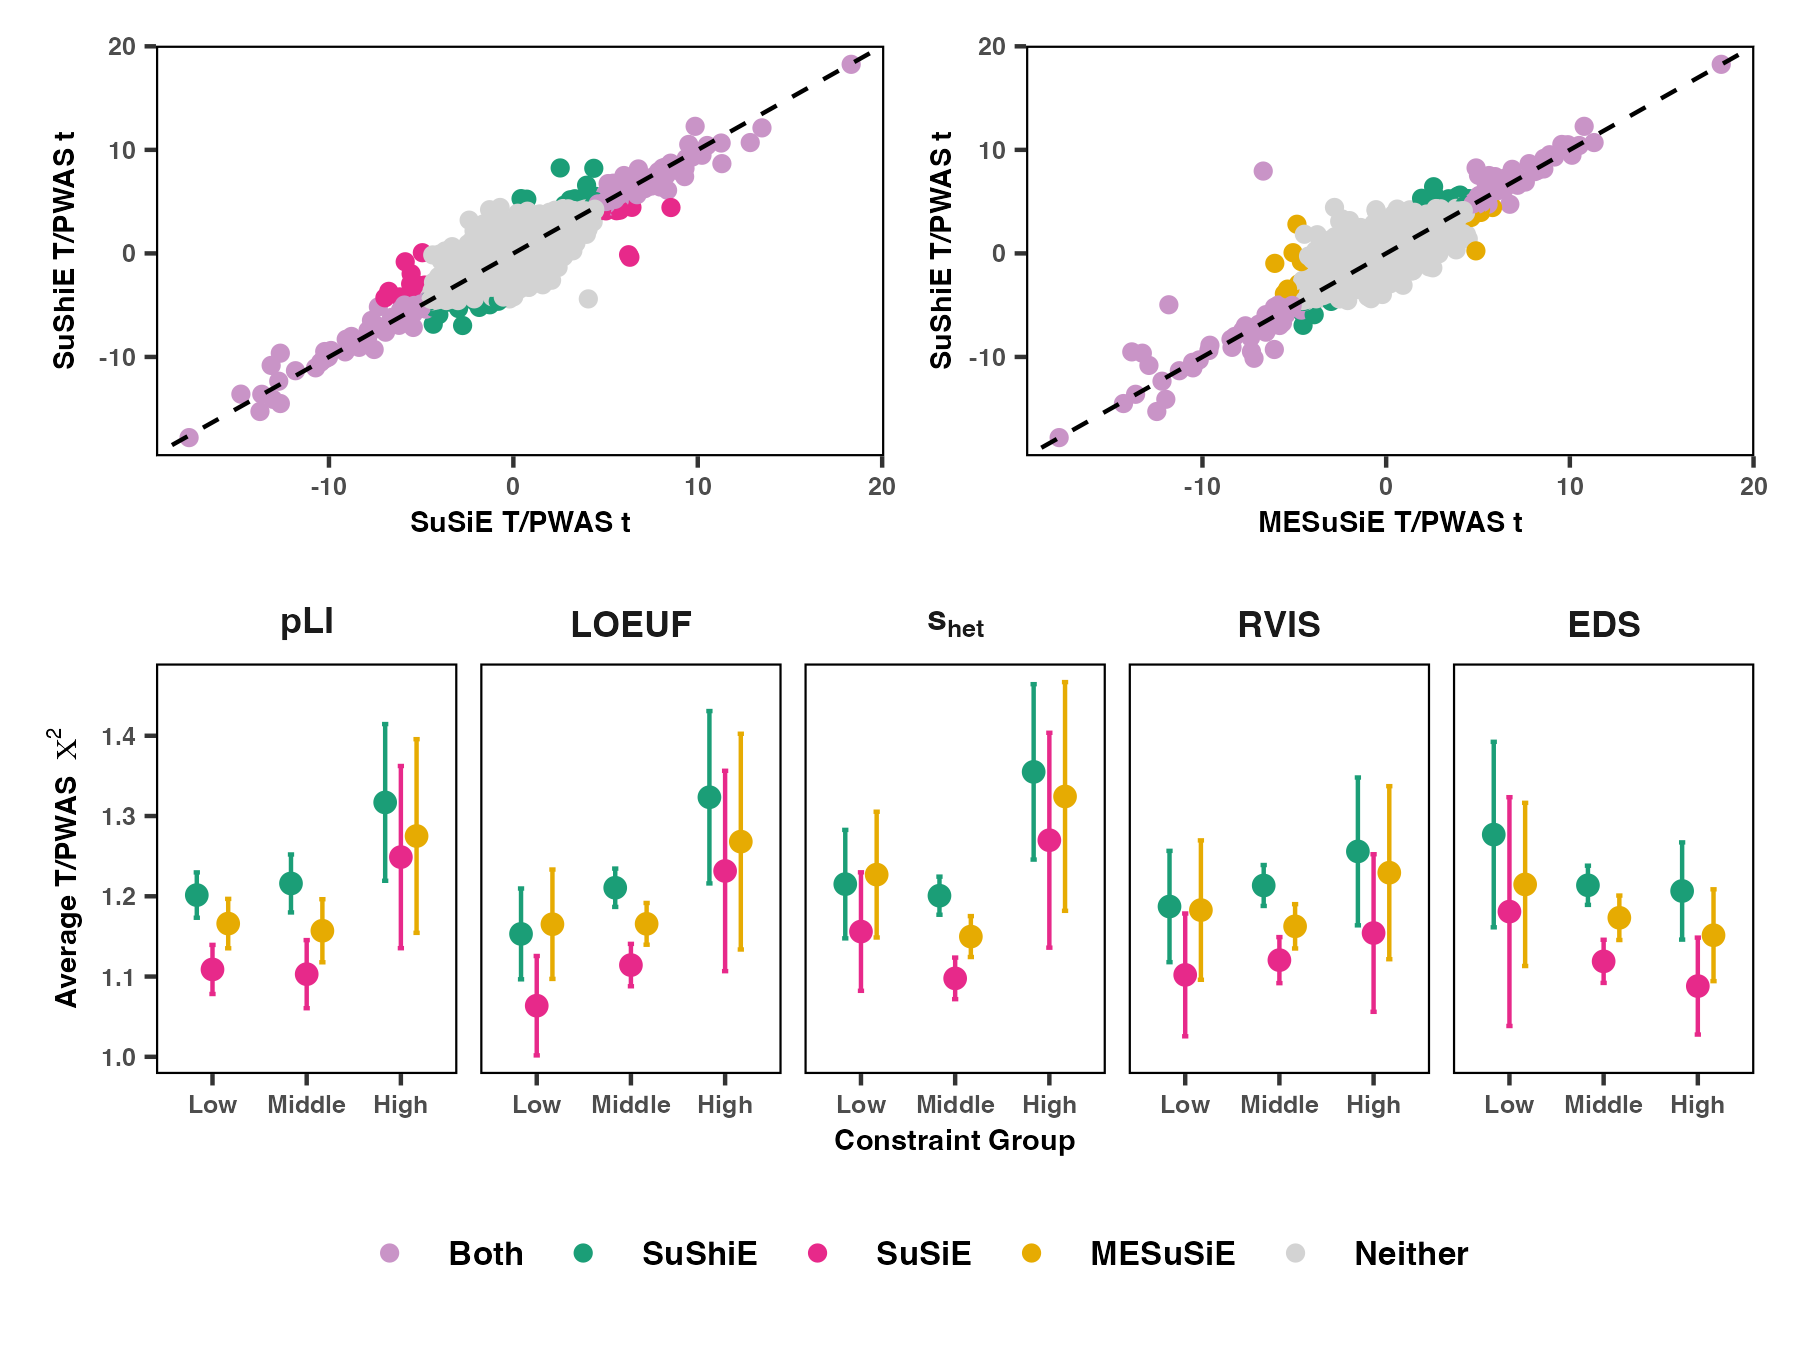 20
10
0
-10
SuShiE T/PWAS t
-10 0 10 20
SuSiE T/PWAS t
20
10
0
-10
SuShiE T/PWAS t
-10 0 10 20
MESuSiE T/PWAS t
pLI LOEUF s_het RVIS EDS
Average T/PWAS χ²
1.4
1.3
1.2
1.1
1.0
Low Middle High Low Middle High Low Middle High Low Middle High Low Middle High
Constraint Group
Both SuShiE SuSiE MESuSiE Neither